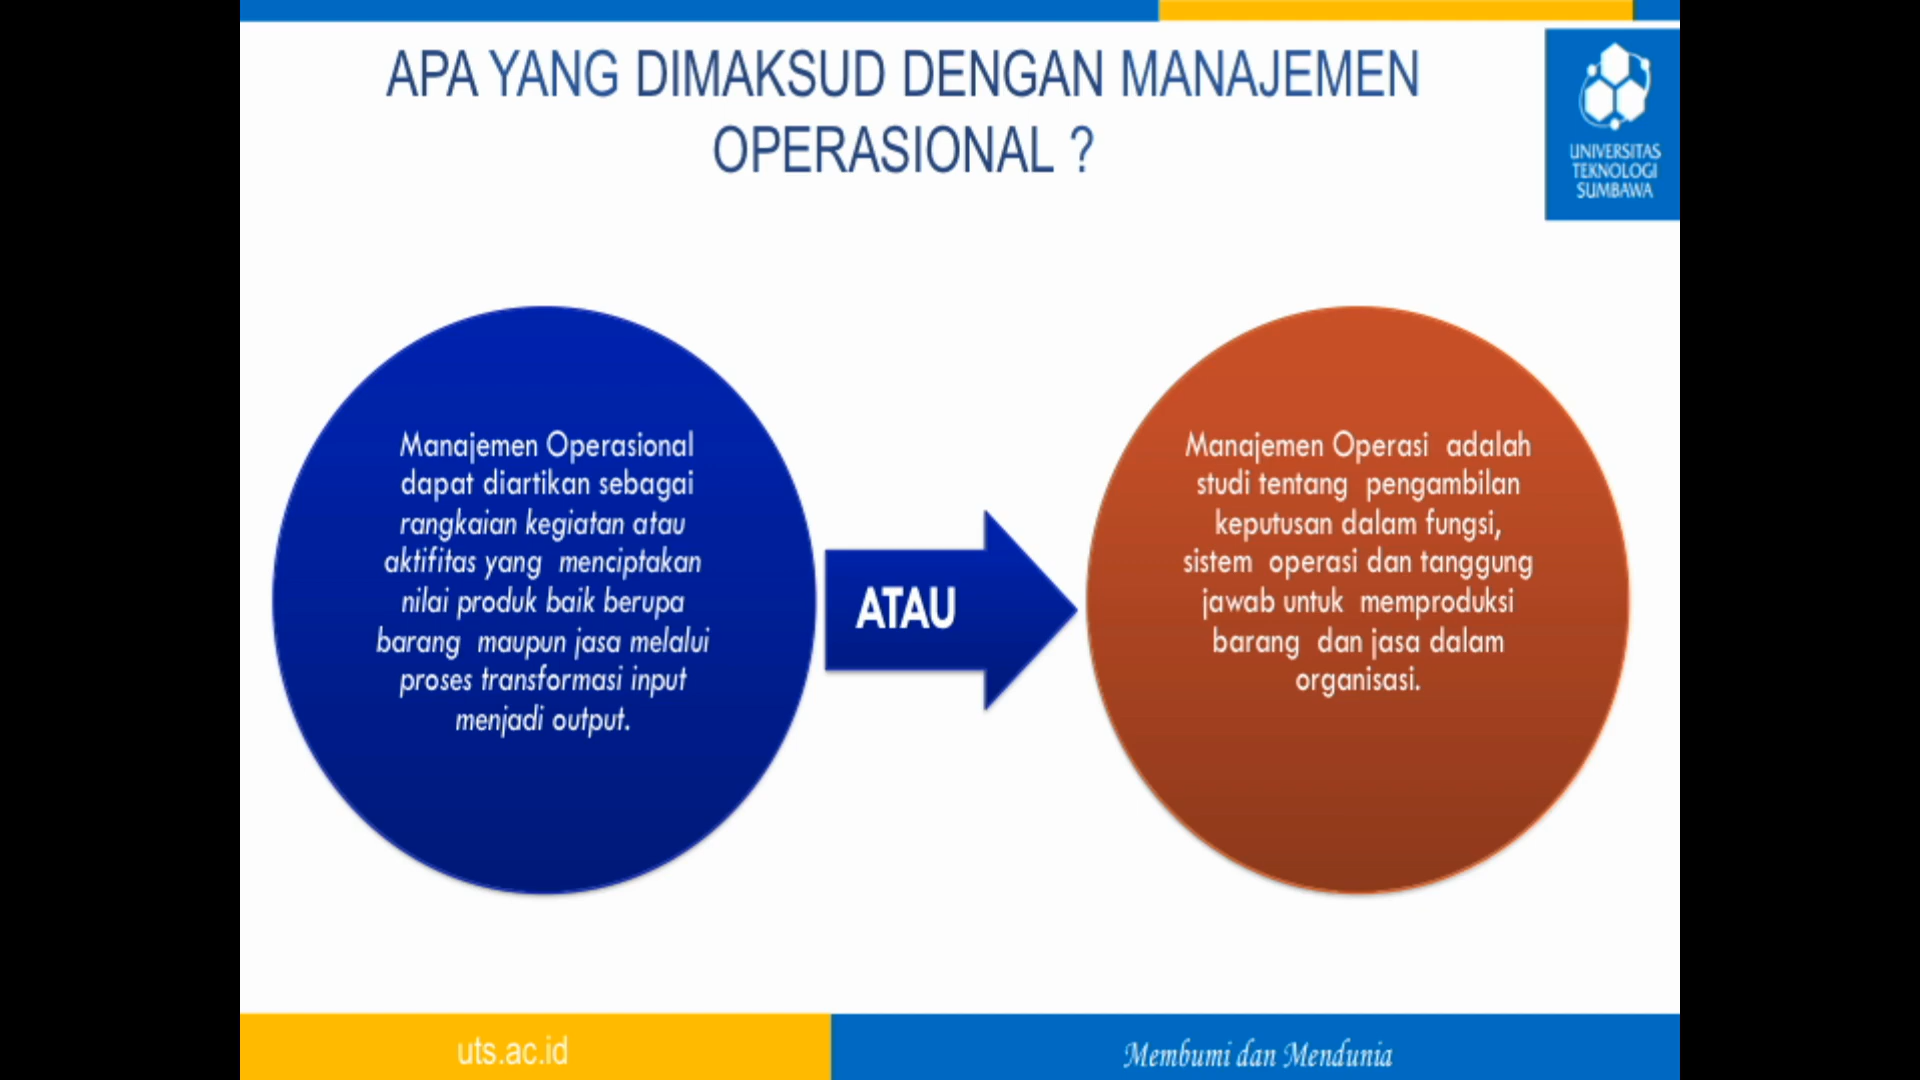 APA YANG DIMAKSUD DENGAN MANAJEMEN
OPERASIONAL ?
UNIVERSITAS
TEKNOLOGI
SUMBAWA
Manajemen Operasional
dapat diartikan sebagai
rangkaian kegiatan atau
aktifitas yang menciptakan
nilai produk baik berupa
barang maupun jasa melalui
proses transformasi input
menjadi output.
ATAU
Manajemen Operasi adalah
studi tentang pengambilan
keputusan dalam fungsi,
sistem operasi dan tanggung
jawab untuk memproduksi
barang dan jasa dalam
organisasi.
uts.ac.id
Membumi dan Mendunia